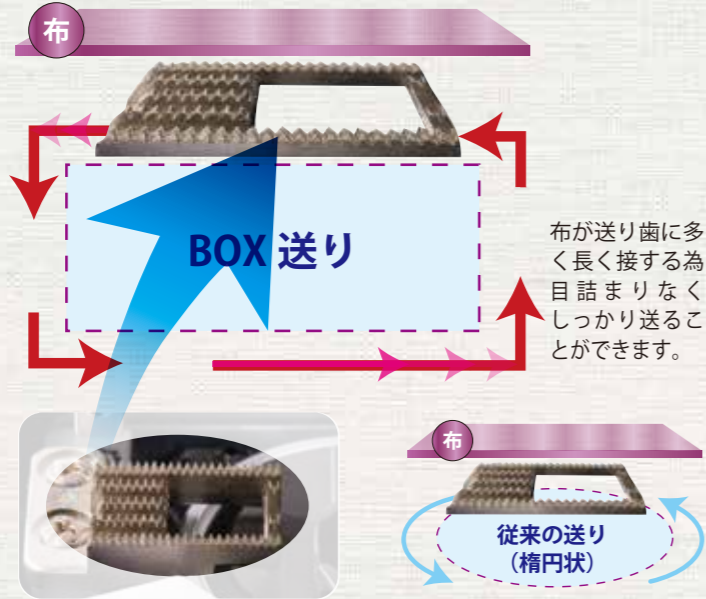 布
BOX 送り
布が送り歯に多
く長く接する為
目詰まりなく
しっかり送るこ
とができます。
布
従来の送り
（楕円状）